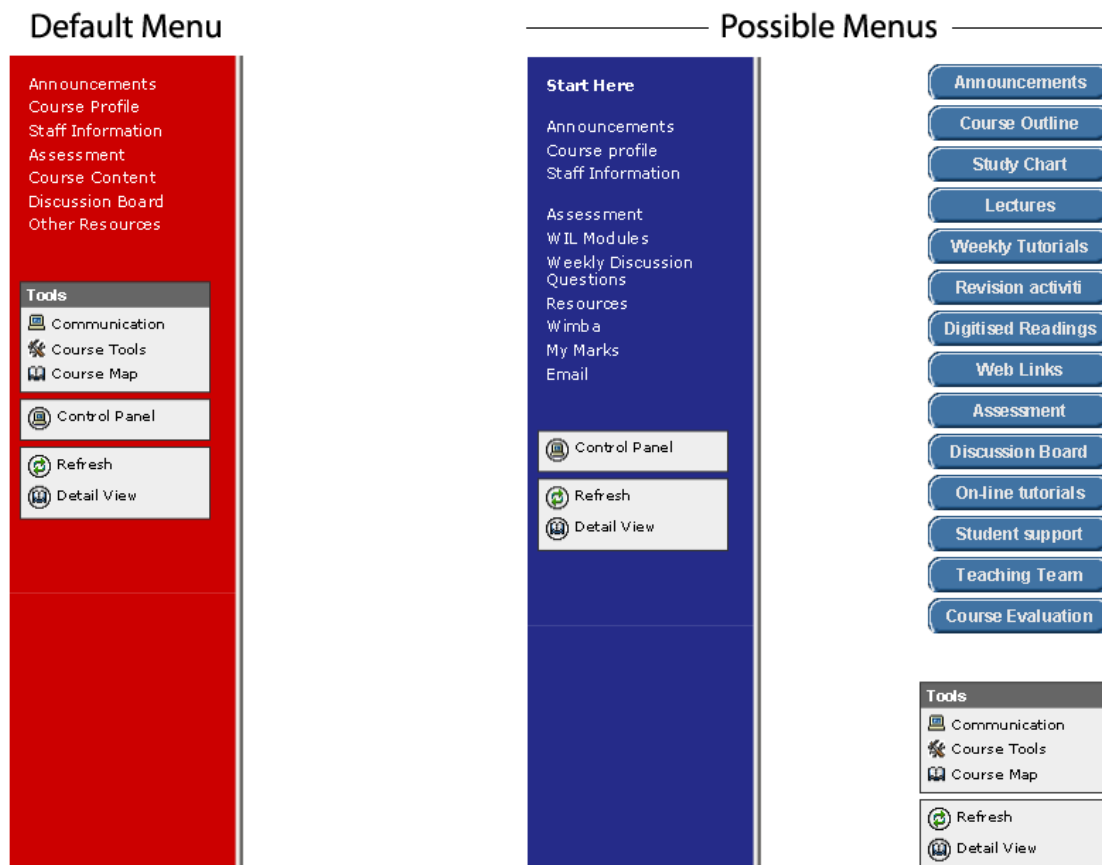 Default Menu
Possible Menus
Announcements
Course Profile
Staff Information
Assessment
Course Content
Discussion Board
Other Resources
Tools
Communication
Course Tools
Course Map
Control Panel
Refresh
Detail View
Start Here
Announcements
Course profile
Staff Information
Assessment
WIL Modules
Weekly Discussion
Questions
Resources
Wimba
My Marks
Email
Control Panel
Refresh
Detail View
Announcements
Course Outline
Study Chart
Lectures
Weekly Tutorials
Revision activiti
Digitised Readings
Web Links
Assessment
Discussion Board
On-line tutorials
Student support
Teaching Team
Course Evaluation
Tools
Communication
Course Tools
Course Map
Refresh
Detail View